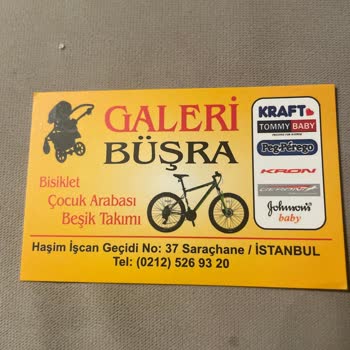 GALERİ
BÜŞRA
Bisiklet
Çocuk Arabası
Beşik Takımı
KRAFT
TOMMY BABY
Peg-Pérego
KRON
Johnson's
baby
Haşim İşcan Geçidi No: 37 Saraçhane / İSTANBUL
Tel: (0212) 526 93 20